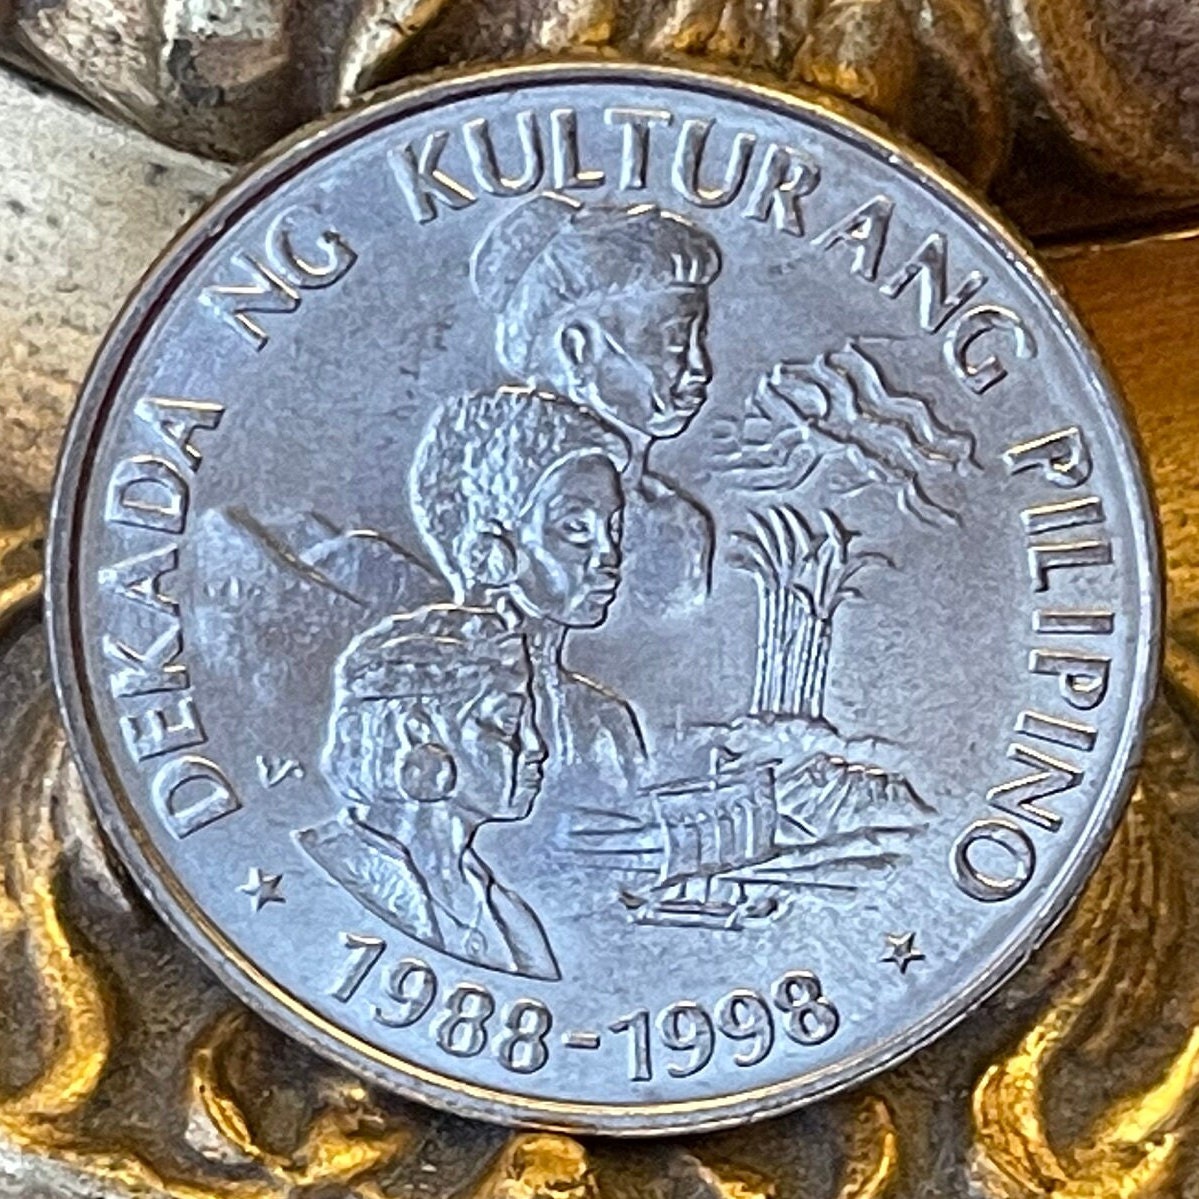 DEKADA NG KULTURANG PILIPINO
1988-1998